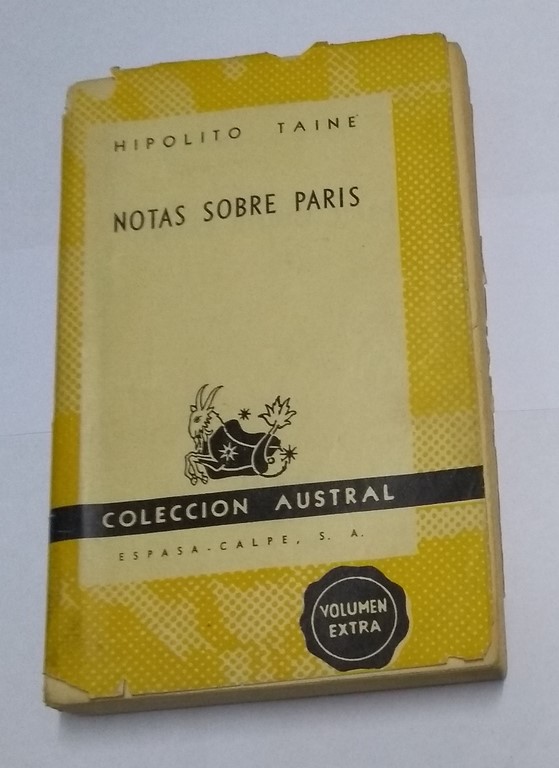 HIPOLITO TAINE
NOTAS SOBRE PARIS
COLECCION AUSTRAL
ESPASA-CALPE, S. A.
VOLUMEN
EXTRA